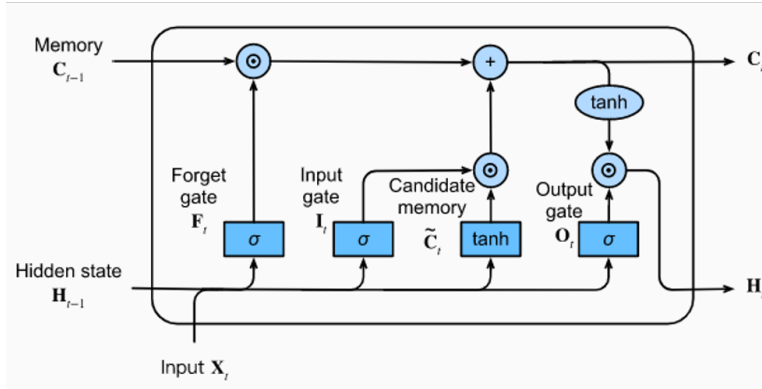 Memory
C_{t-1}
⊙
+
C_t
tanh
Forget
gate
F_t
Input
gate
I_t
⊙
Candidate
memory
C̃_t
⊙
Output
gate
O_t
σ
σ
tanh
σ
Hidden state
H_{t-1}
H
Input X_t